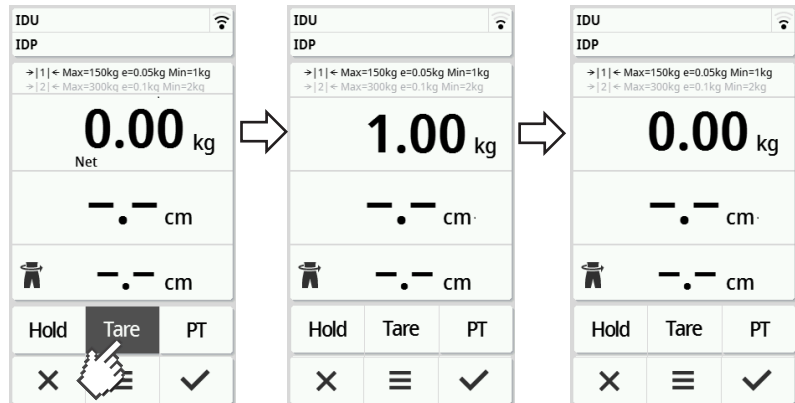 IDU
IDP
→|1|← Max=150kg e=0.05kg Min=1kg
→|2|← Max=300kg e=0.1kg Min=2kg
0.00 kg
Net
-.- cm
-.- cm
Hold Tare PT
IDU
IDP
→|1|← Max=150kg e=0.05kg Min=1kg
→|2|← Max=300kg e=0.1kg Min=2kg
1.00 kg
-.- cm
-.- cm
Hold Tare PT
IDU
IDP
→|1|← Max=150kg e=0.05kg Min=1kg
→|2|← Max=300kg e=0.1kg Min=2kg
0.00 kg
-.- cm
-.- cm
Hold Tare PT